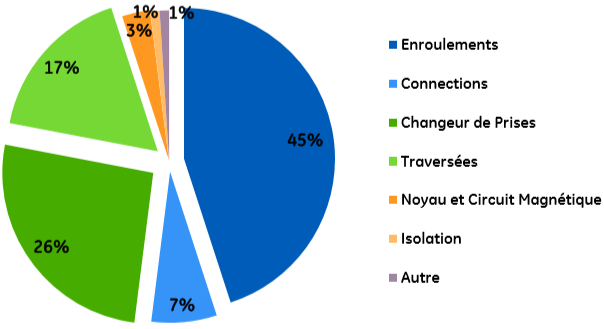 1%
1%
3%
17%
45%
26%
7%
Enroulements
Connections
Changeur de Prises
Traversées
Noyau et Circuit Magnétique
Isolation
Autre